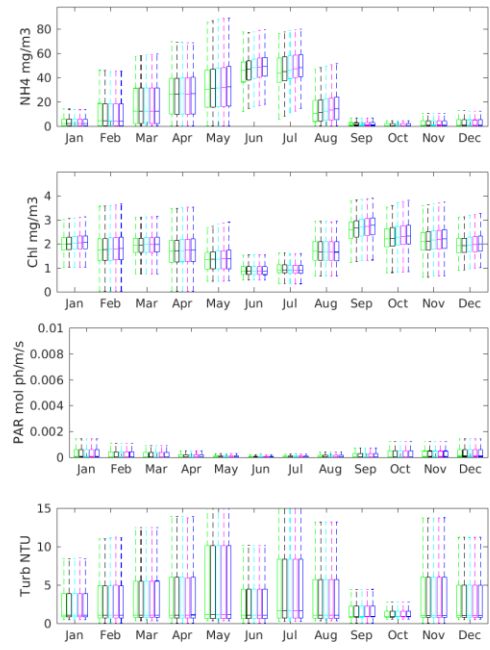 NH4 mg/m3
80
60
40
20
0
Jan Feb Mar Apr May Jun Jul Aug Sep Oct Nov Dec
Chl mg/m3
4
3
2
1
0
Jan Feb Mar Apr May Jun Jul Aug Sep Oct Nov Dec
PAR mol ph/m/s
0.01
0.008
0.006
0.004
0.002
0
Jan Feb Mar Apr May Jun Jul Aug Sep Oct Nov Dec
Turb NTU
15
10
5
0
Jan Feb Mar Apr May Jun Jul Aug Sep Oct Nov Dec